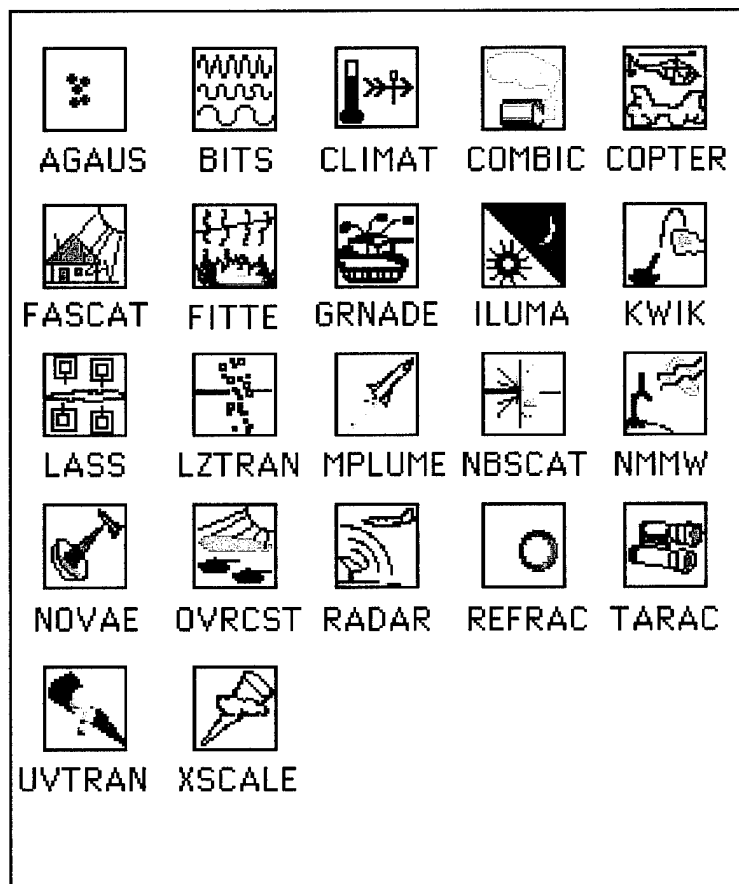 AGAUS BITS CLIMAT COMBIC COPTER
FASCAT FITTE GRNADE ILUMA KWIK
LASS LZTRAN MPLUME NBSCAT NMMW
NOVAE OVRCST RADAR REFRAC TARAC
UVTRAN XSCALE